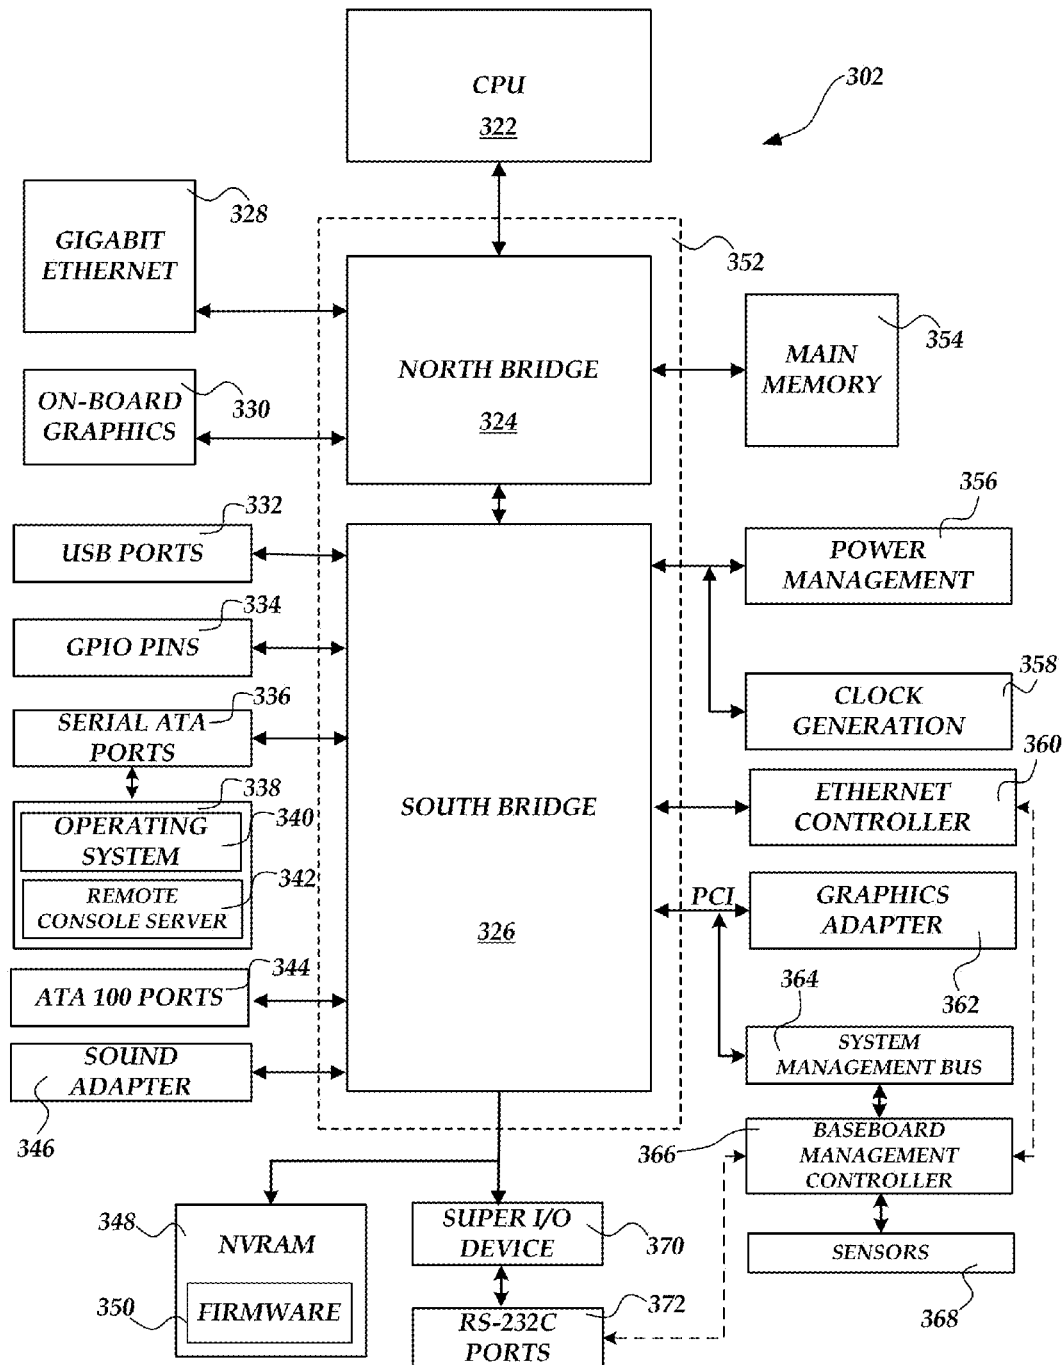 CPU
322
302
GIGABIT
ETHERNET
328
352
NORTH BRIDGE
324
MAIN
MEMORY
354
ON-BOARD
GRAPHICS
330
332
USB PORTS
356
POWER
MANAGEMENT
334
GPIO PINS
336
SERIAL ATA
PORTS
358
CLOCK
GENERATION
360
338
OPERATING
SYSTEM
340
342
REMOTE
CONSOLE SERVER
SOUTH BRIDGE
326
ETHERNET
CONTROLLER
PCI
GRAPHICS
ADAPTER
362
344
ATA 100 PORTS
364
SYSTEM
MANAGEMENT BUS
SOUND
ADAPTER
346
366
BASEBOARD
MANAGEMENT
CONTROLLER
348
NVRAM
350
FIRMWARE
SUPER I/O
DEVICE
370
SENSORS
368
372
RS-232C
PORTS